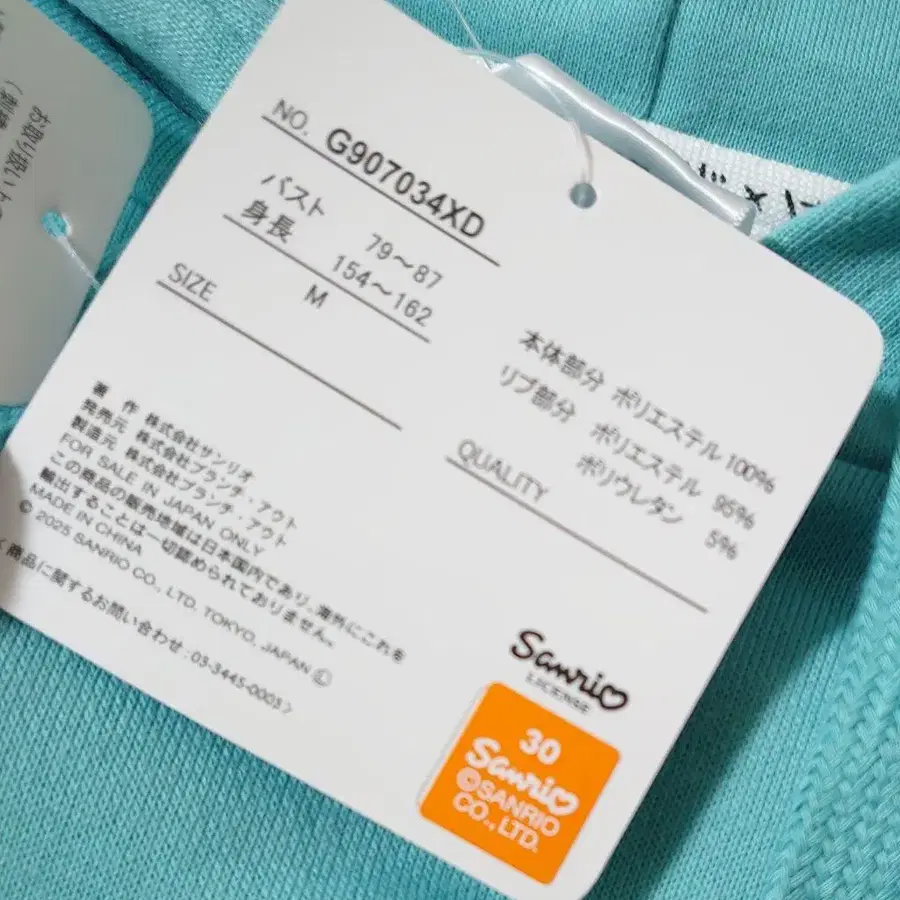 NO. G907034XD
バスト 79～87
身長 154～162
SIZE M
本体部分 ポリエステル 100%
リブ部分 ポリエステル 95%
ポリウレタン 5%
QUALITY
著 作 株式会社サンリオ
発売元 株式会社ブランチ・アウト
製造元 株式会社ブランチ・アウト
FOR SALE IN JAPAN ONLY
この商品の販売地域は日本国内であり、海外にこれを
輸出することは一切認められておりません。
MADE IN CHINA
© 2025 SANRIO CO., LTD. TOKYO, JAPAN Ⓛ
商品に関するお問い合わせ：03-3445-0003>
Sanrio
LICENSE
30
Sanrio
©SANRIO
CO., LTD.
お取り扱い